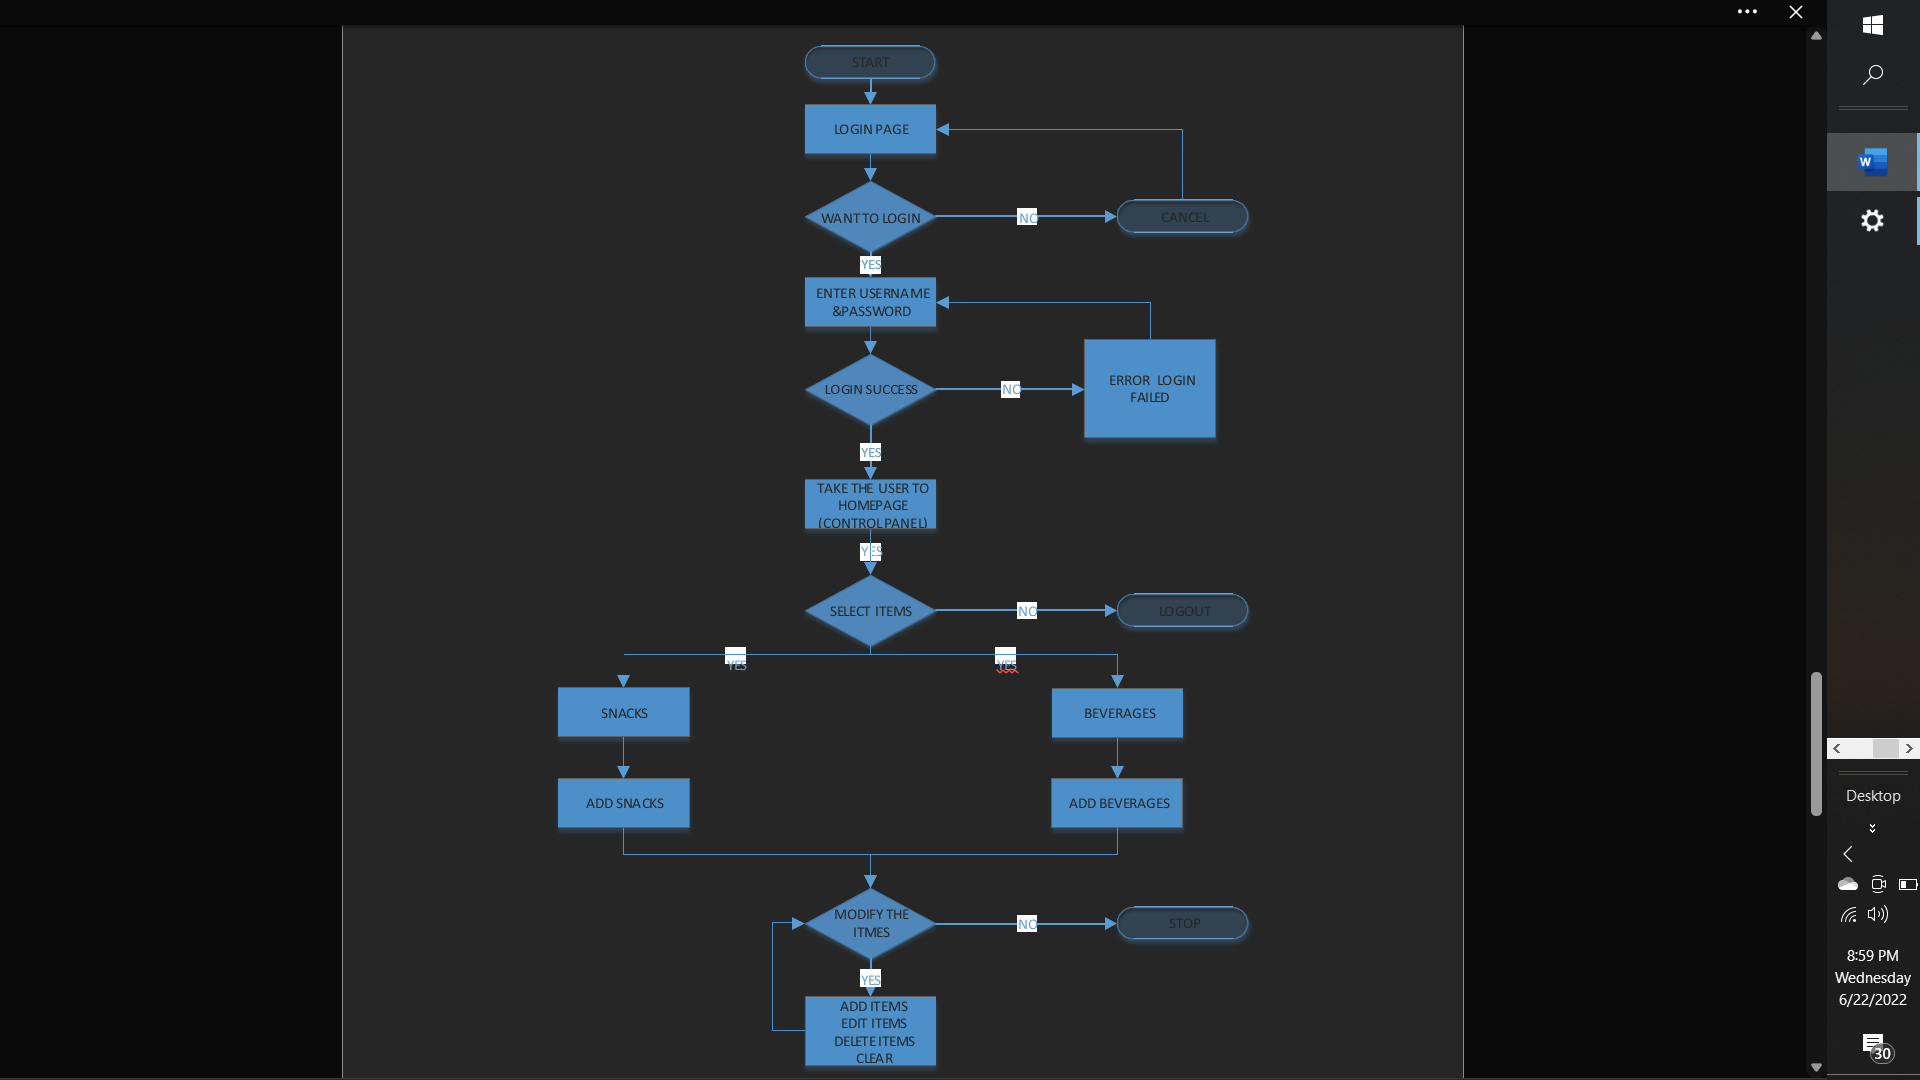 START
LOGIN PAGE
WANT TO LOGIN
NO
CANCEL
YES
ENTER USERNAME
&PASSWORD
LOGIN SUCCESS
NO
ERROR LOGIN
FAILED
YES
TAKE THE USER TO
HOMEPAGE
(CONTROL PANEL)
YES
SELECT ITEMS
NO
LOGOUT
YES
YES
SNACKS
BEVERAGES
ADD SNACKS
ADD BEVERAGES
MODIFY THE
ITMES
NO
STOP
YES
ADD ITEMS
EDIT ITEMS
DELETE ITEMS
CLEAR
W
Desktop
8:59 PM
Wednesday
6/22/2022
30